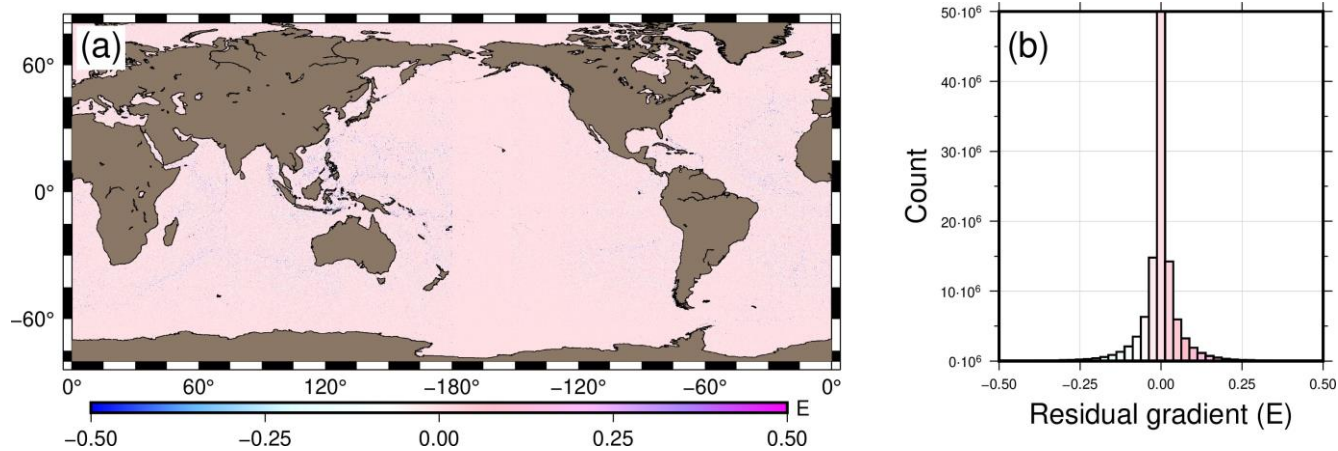 (a)
60°
0°
−60°
0° 60° 120° −180° −120° −60° 0°
E
−0.50 −0.25 0.00 0.25 0.50
(b)
Count
50·10⁶
40·10⁶
30·10⁶
20·10⁶
10·10⁶
0·10⁶
−0.50 −0.25 0.00 0.25 0.50
Residual gradient (E)